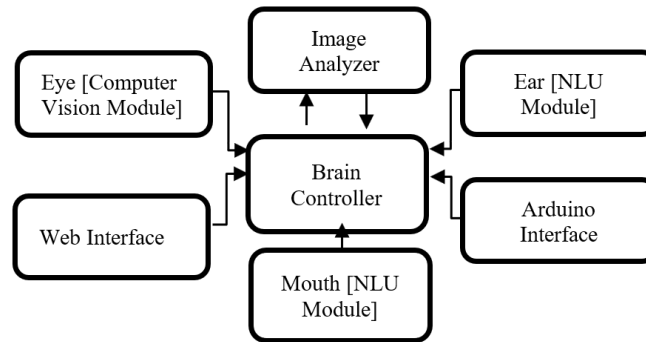 Image
Analyzer
Eye [Computer
Vision Module]
Ear [NLU
Module]
Brain
Controller
Web Interface
Arduino
Interface
Mouth [NLU
Module]